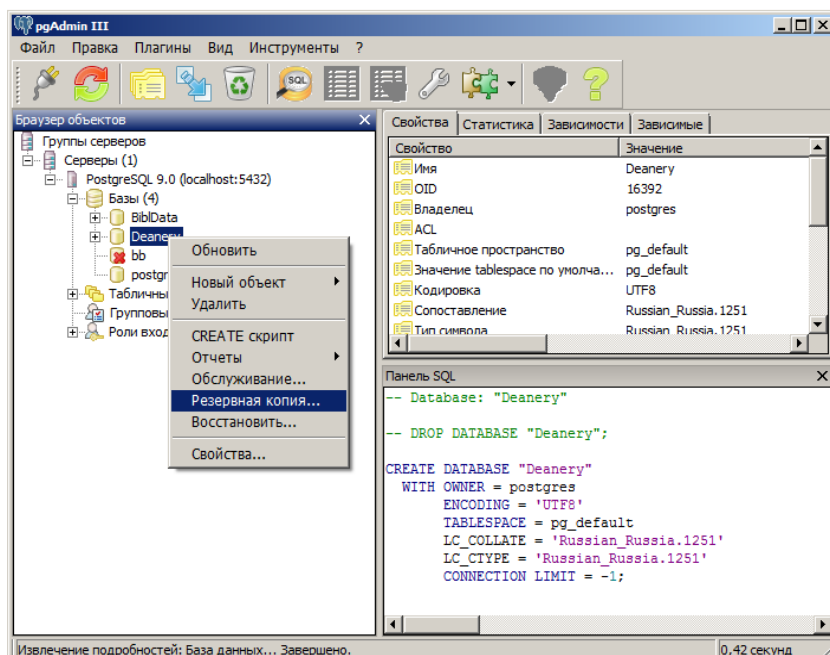 pgAdmin III
Файл Правка Плагины Вид Инструменты ?
SQL
Браузер объектов
Группы серверов
Серверы (1)
PostgreSQL 9.0 (localhost:5432)
Базы (4)
BiblData
Deanery
bb
postgr
Табличны
Групповы
Роли вход
Обновить
Новый объект
Удалить
CREATE скрипт
Отчеты
Обслуживание...
Резервная копия...
Восстановить...
Свойства...
Свойства Статистика Зависимости Зависимые
Свойство Значение
Имя Deanery
OID 16392
Владелец postgres
ACL
Табличное пространство pg_default
Значение tablespace по умолча... pg_default
Кодировка UTF8
Сопоставление Russian_Russia.1251
Тип символа Russian_Russia.1251
Панель SQL
-- Database: "Deanery"
-- DROP DATABASE "Deanery";
CREATE DATABASE "Deanery"
WITH OWNER = postgres
ENCODING = 'UTF8'
TABLESPACE = pg_default
LC_COLLATE = 'Russian_Russia.1251'
LC_CTYPE = 'Russian_Russia.1251'
CONNECTION LIMIT = -1;
Извлечение подробностей: База данных... Завершено.
0,42 секунд